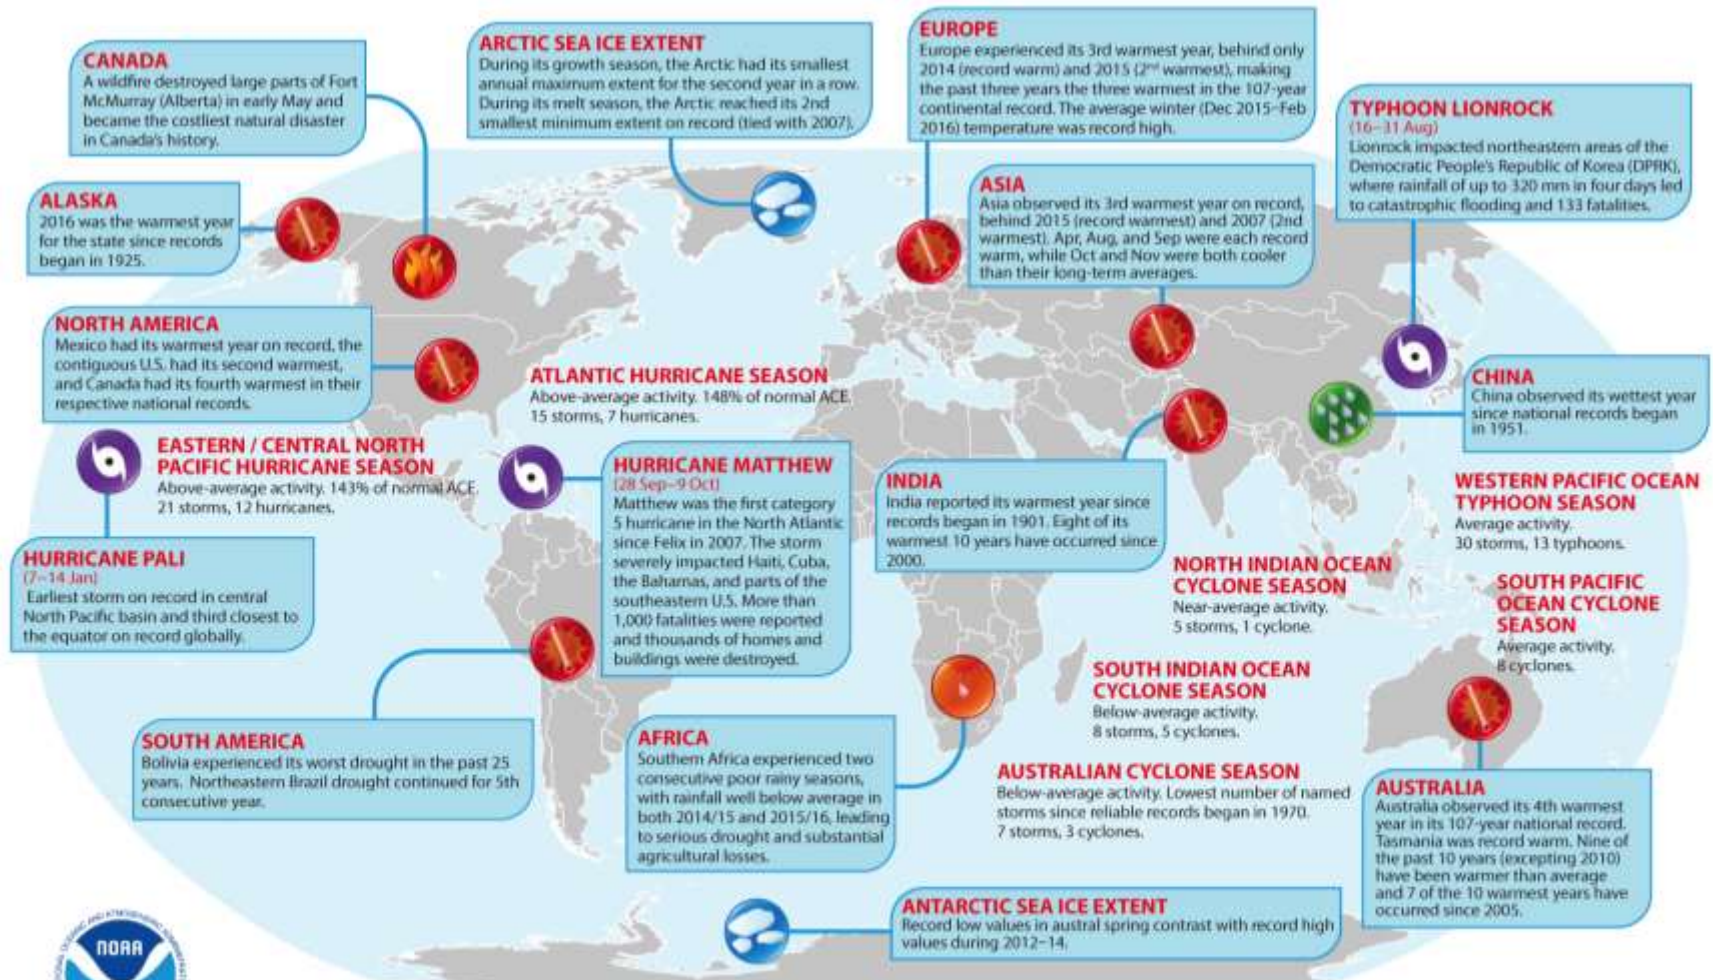 CANADA
A wildfire destroyed large parts of Fort
McMurray (Alberta) in early May and
became the costliest natural disaster
in Canada's history.
ARCTIC SEA ICE EXTENT
During its growth season, the Arctic had its smallest
annual maximum extent for the second year in a row.
During its melt season, the Arctic reached its 2nd
smallest minimum extent on record (tied with 2007).
EUROPE
Europe experienced its 3rd warmest year, behind only
2014 (record warm) and 2015 (2nd warmest), making
the past three years the three warmest in the 107-year
continental record. The average winter (Dec 2015–Feb
2016) temperature was record high.
TYPHOON LIONROCK
(16–31 Aug)
Lionrock impacted northeastern areas of the
Democratic People's Republic of Korea (DPRK),
where rainfall of up to 320 mm in four days led
to catastrophic flooding and 133 fatalities.
ALASKA
2016 was the warmest year
for the state since records
began in 1925.
ASIA
Asia observed its 3rd warmest year on record,
behind 2015 (record warmest) and 2007 (2nd
warmest). Apr, Aug, and Sep were each record
warm, while Oct and Nov were both cooler
than their long-term averages.
NORTH AMERICA
Mexico had its warmest year on record, the
contiguous U.S. had its second warmest,
and Canada had its fourth warmest in their
respective national records.
ATLANTIC HURRICANE SEASON
Above-average activity. 148% of normal ACE.
15 storms, 7 hurricanes.
CHINA
China observed its wettest year
since national records began
in 1951.
EASTERN / CENTRAL NORTH
PACIFIC HURRICANE SEASON
Above-average activity. 143% of normal ACE.
21 storms, 12 hurricanes.
HURRICANE MATTHEW
(28 Sep–9 Oct)
Matthew was the first category
5 hurricane in the North Atlantic
since Felix in 2007. The storm
severely impacted Haiti, Cuba,
the Bahamas, and parts of the
southeastern U.S. More than
1,000 fatalities were reported
and thousands of homes and
buildings were destroyed.
INDIA
India reported its warmest year since
records began in 1901. Eight of its
warmest 10 years have occurred since
2000.
WESTERN PACIFIC OCEAN
TYPHOON SEASON
Average activity.
30 storms, 13 typhoons.
HURRICANE PALI
(7–14 Jan)
Earliest storm on record in central
North Pacific basin and third closest to
the equator on record globally.
NORTH INDIAN OCEAN
CYCLONE SEASON
Near-average activity.
5 storms, 1 cyclone.
SOUTH PACIFIC
OCEAN CYCLONE
SEASON
Average activity.
8 cyclones.
SOUTH INDIAN OCEAN
CYCLONE SEASON
Below-average activity.
8 storms, 5 cyclones.
SOUTH AMERICA
Bolivia experienced its worst drought in the past 25
years. Northeastern Brazil drought continued for 5th
consecutive year.
AFRICA
Southern Africa experienced two
consecutive poor rainy seasons,
with rainfall well below average in
both 2014/15 and 2015/16, leading
to serious drought and substantial
agricultural losses.
AUSTRALIAN CYCLONE SEASON
Below-average activity. Lowest number of named
storms since reliable records began in 1970.
7 storms, 3 cyclones.
AUSTRALIA
Australia observed its 4th warmest
year in its 107-year national record.
Tasmania was record warm. Nine of
the past 10 years (excepting 2010)
have been warmer than average
and 7 of the 10 warmest years have
occurred since 2005.
ANTARCTIC SEA ICE EXTENT
Record low values in austral spring contrast with record high
values during 2012–14.
NOAA